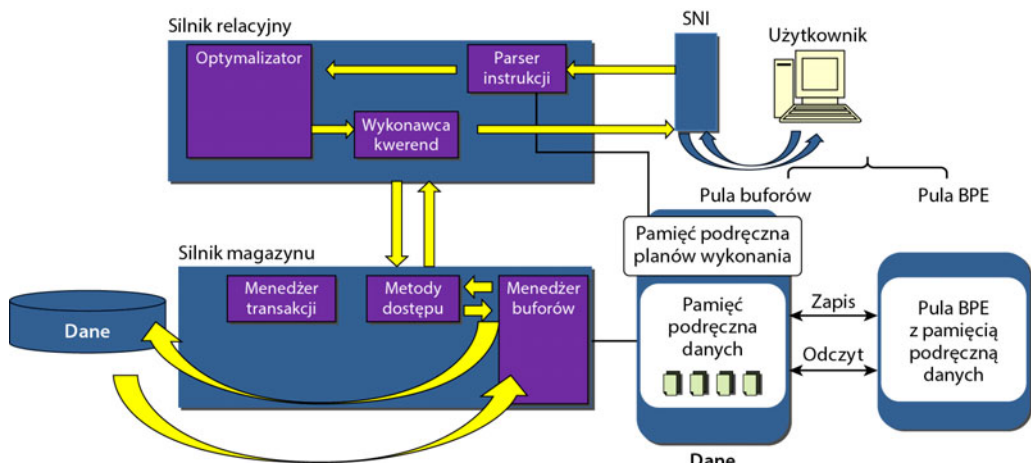 Silnik relacyjny
SNI
Użytkownik
Optymalizator
Parser
instrukcji
Wykonawca
kwerend
Pula buforów
Pula BPE
Silnik magazynu
Pamięć podręczna
planów wykonania
Menedżer
transakcji
Metody
dostępu
Menedżer
buforów
Dane
Pamięć
podręczna
danych
Zapis
Odczyt
Pula BPE
z pamięcią
podręczną
danych
Dane